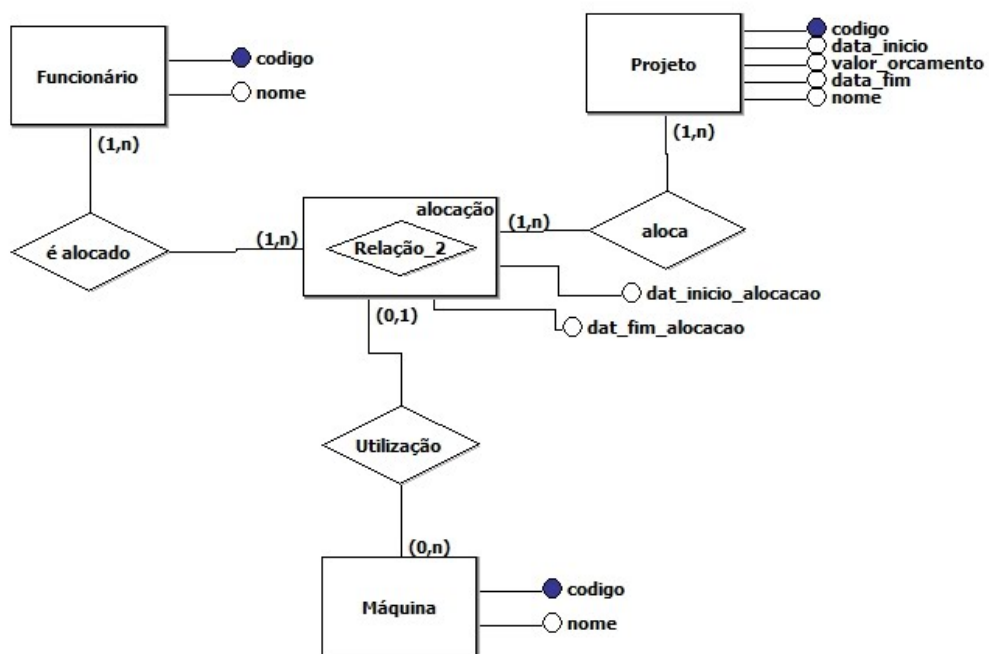 Funcionário
codigo
nome
Projeto
codigo
data_inicio
valor_orcamento
data_fim
nome
(1,n)
(1,n)
é alocado
(1,n)
alocação
Relação_2
(1,n)
aloca
dat_inicio_alocacao
(0,1)
dat_fim_alocacao
Utilização
(0,n)
Máquina
codigo
nome